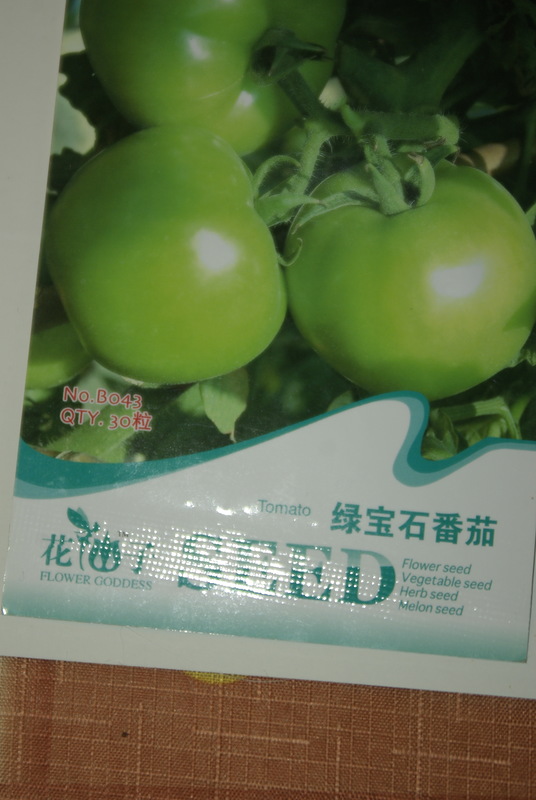 No.B043
QTY. 30粒
Tomato 绿宝石番茄
花仙子
FLOWER GODDESS
SEED
Flower seed
Vegetable seed
Herb seed
Melon seed